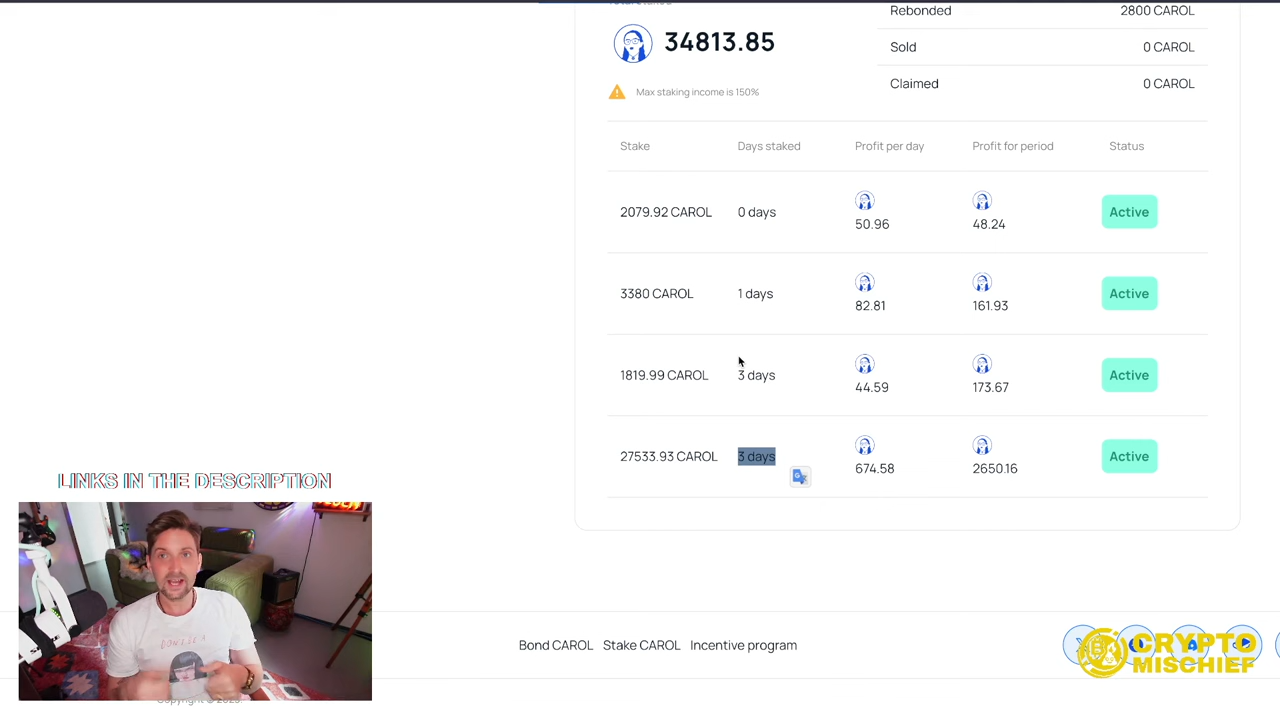 Rebonded 2800 CAROL
34813.85
Sold 0 CAROL
Claimed 0 CAROL
Max staking income is 150%
Stake Days staked Profit per day Profit for period Status
2079.92 CAROL 0 days 50.96 48.24 Active
3380 CAROL 1 days 82.81 161.93 Active
1819.99 CAROL 3 days 44.59 173.67 Active
27533.93 CAROL 3 days 674.58 2650.16 Active
LINKS IN THE DESCRIPTION
DON'T BE A
Bond CAROL Stake CAROL Incentive program
CRYPTO
MISCHIEF
Copyright © 2023.